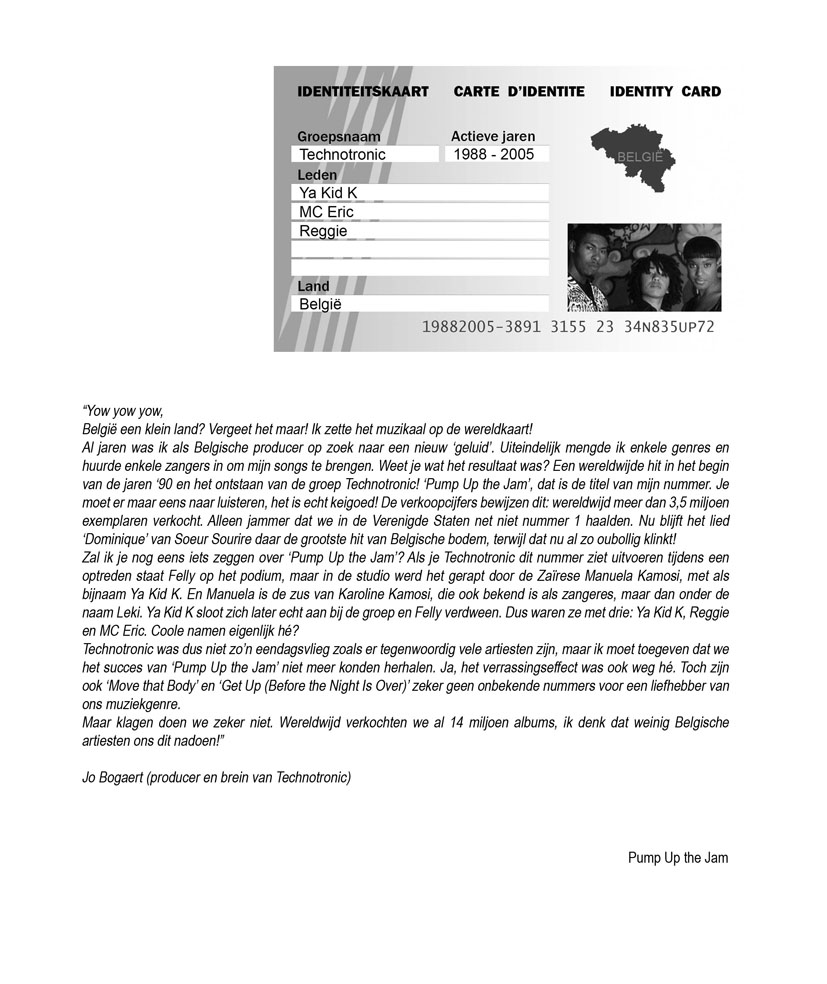 IDENTITEITSKAART CARTE D'IDENTITE IDENTITY CARD
Groepsnaam Actieve jaren
Technotronic 1988 - 2005
BELGIË
Leden
Ya Kid K
MC Eric
Reggie
Land
België
19882005-3891 3155 23 34N835UP72
“Yow yow yow,
België een klein land? Vergeet het maar! Ik zette het muzikaal op de wereldkaart!
Al jaren was ik als Belgische producer op zoek naar een nieuw ‘geluid’. Uiteindelijk mengde ik enkele genres en
huurde enkele zangers in om mijn songs te brengen. Weet je wat het resultaat was? Een wereldwijde hit in het begin
van de jaren ‘90 en het ontstaan van de groep Technotronic! ‘Pump Up the Jam’, dat is de titel van mijn nummer. Je
moet er maar eens naar luisteren, het is echt keigoed! De verkoopcijfers bewijzen dit: wereldwijd meer dan 3,5 miljoen
exemplaren verkocht. Alleen jammer dat we in de Verenigde Staten net niet nummer 1 haalden. Nu blijft het lied
‘Dominique’ van Soeur Sourire daar de grootste hit van Belgische bodem, terwijl dat nu al zo oubollig klinkt!
Zal ik je nog eens iets zeggen over ‘Pump Up the Jam’? Als je Technotronic dit nummer ziet uitvoeren tijdens een
optreden staat Felly op het podium, maar in de studio werd het gerapt door de Zaïrese Manuela Kamosi, met als
bijnaam Ya Kid K. En Manuela is de zus van Karoline Kamosi, die ook bekend is als zangeres, maar dan onder de
naam Leki. Ya Kid K sloot zich later echt aan bij de groep en Felly verdween. Dus waren ze met drie: Ya Kid K, Reggie
en MC Eric. Coole namen eigenlijk hé?
Technotronic was dus niet zo’n eendagsvlieg zoals er tegenwoordig vele artiesten zijn, maar ik moet toegeven dat we
het succes van ‘Pump Up the Jam’ niet meer konden herhalen. Ja, het verrassingseffect was ook weg hé. Toch zijn
ook ‘Move that Body’ en ‘Get Up (Before the Night Is Over)’ zeker geen onbekende nummers voor een liefhebber van
ons muziekgenre.
Maar klagen doen we zeker niet. Wereldwijd verkochten we al 14 miljoen albums, ik denk dat weinig Belgische
artiesten ons dit nadoen!”
Jo Bogaert (producer en brein van Technotronic)
Pump Up the Jam